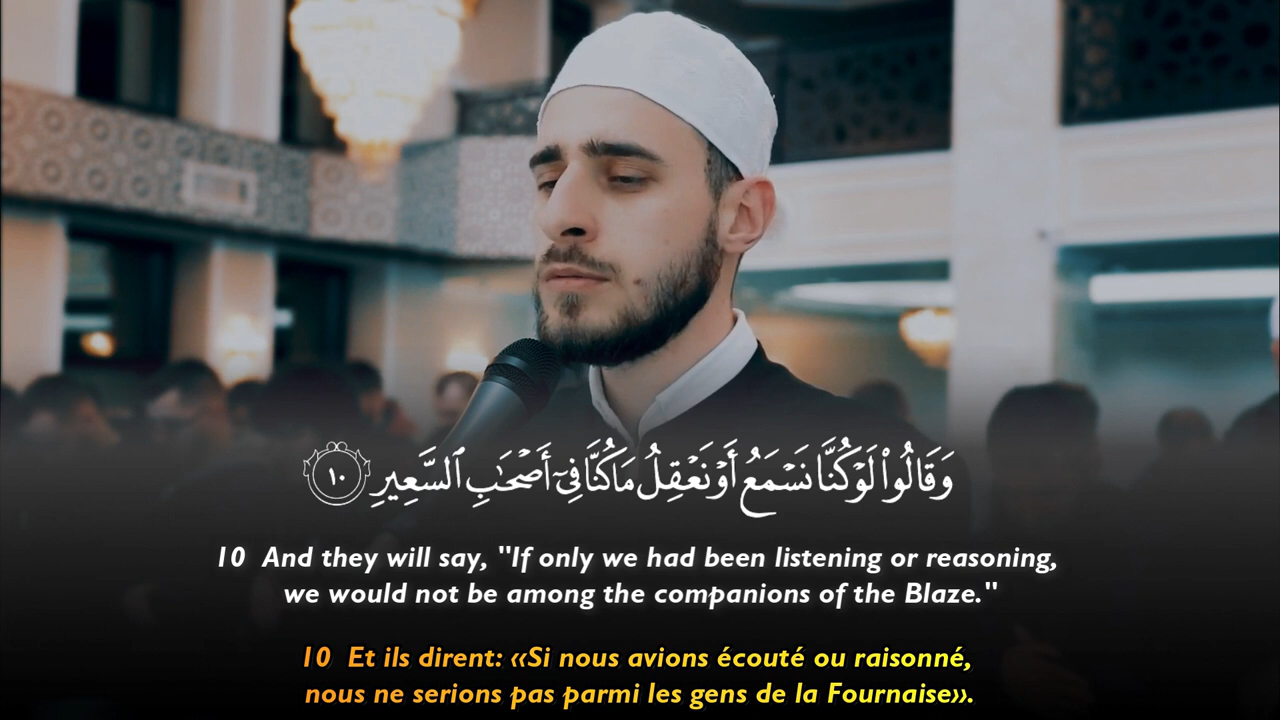 وَقَالُوا۟ لَوْ كُنَّا نَسْمَعُ أَوْ نَعْقِلُ مَا كُنَّا فِىٓ أَصْحَٰبِ ٱلسَّعِيرِ ١٠
10 And they will say, "If only we had been listening or reasoning,
we would not be among the companions of the Blaze."
10 Et ils dirent: «Si nous avions écouté ou raisonné,
nous ne serions pas parmi les gens de la Fournaise».